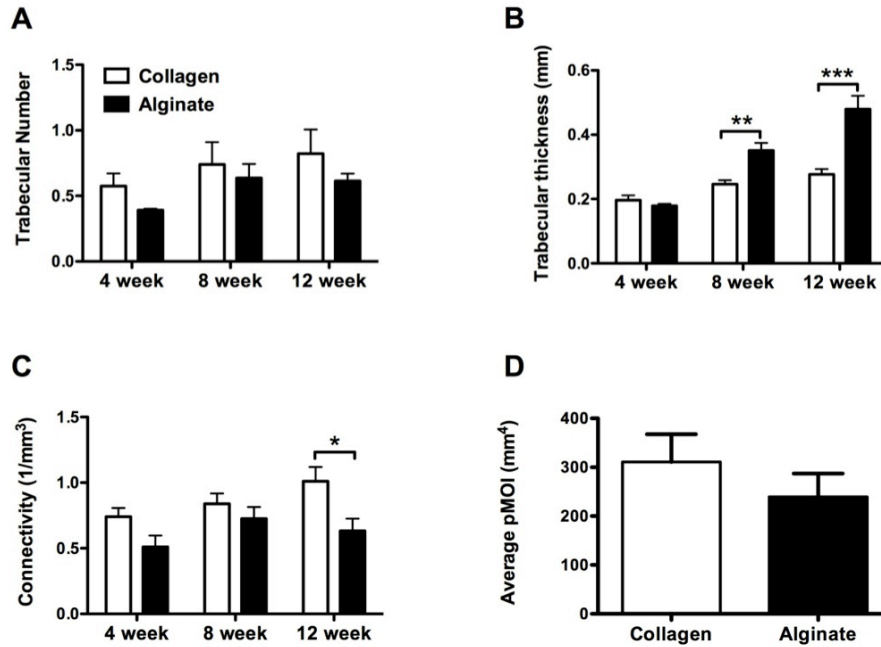 A
Trabecular Number
1.5
1.0
0.5
0.0
Collagen
Alginate
4 week 8 week 12 week
B
Trabecular thickness (mm)
0.6
0.4
0.2
0.0
**
***
4 week 8 week 12 week
C
Connectivity (1/mm³)
1.5
1.0
0.5
0.0
*
4 week 8 week 12 week
D
Average pMOI (mm⁴)
400
300
200
100
0
Collagen Alginate